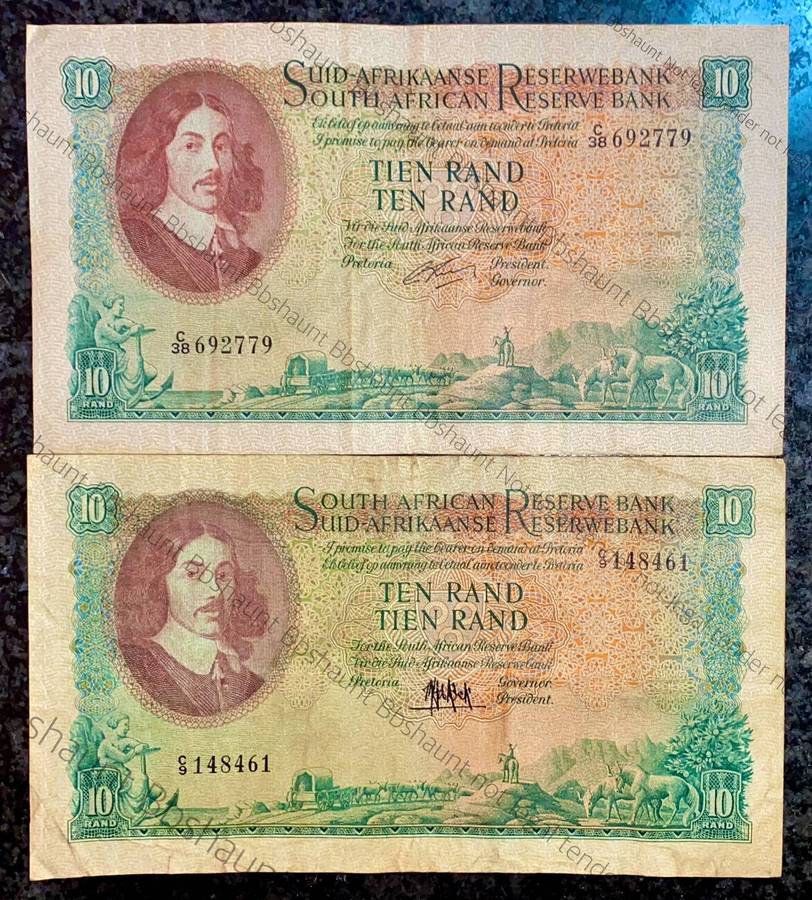 10
SUID-AFRIKAANSE RESERWEBANK
SOUTH AFRICAN RESERVE BANK
10
Ek beloof op aanvraag te betaal aan toonder te Pretoria
I promise to pay the bearer on demand at Pretoria
C/38 692779
TIEN RAND
TEN RAND
Vir die Suid-Afrikaanse Reserwebank
For the South African Reserve Bank
Pretoria President.
Governor.
C/38 692779
10
RAND
10
RAND
10
SOUTH AFRICAN RESERVE BANK
SUID-AFRIKAANSE RESERWEBANK
10
I promise to pay the bearer on demand at Pretoria
Ek beloof op aanvraag te betaal aan toonder te Pretoria
C/9 148461
TEN RAND
TIEN RAND
For the South African Reserve Bank
Vir die Suid-Afrikaanse Reserwebank
Pretoria Governor
President.
C/9 148461
10
RAND
10
RAND
Bbshaunt Not legal tender